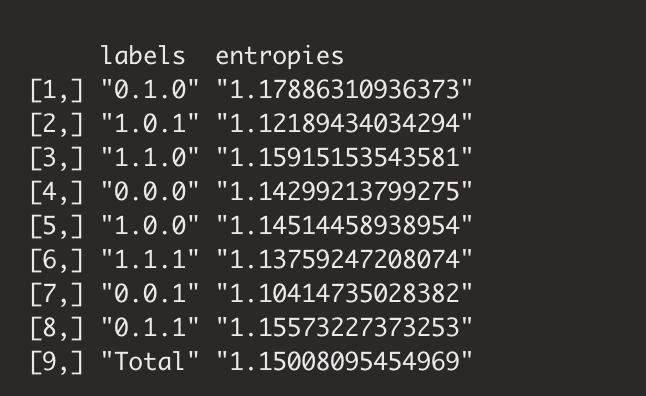 labels entropies
[1,] "0.1.0" "1.17886310936373"
[2,] "1.0.1" "1.12189434034294"
[3,] "1.1.0" "1.15915153543581"
[4,] "0.0.0" "1.14299213799275"
[5,] "1.0.0" "1.14514458938954"
[6,] "1.1.1" "1.13759247208074"
[7,] "0.0.1" "1.10414735028382"
[8,] "0.1.1" "1.15573227373253"
[9,] "Total" "1.15008095454969"